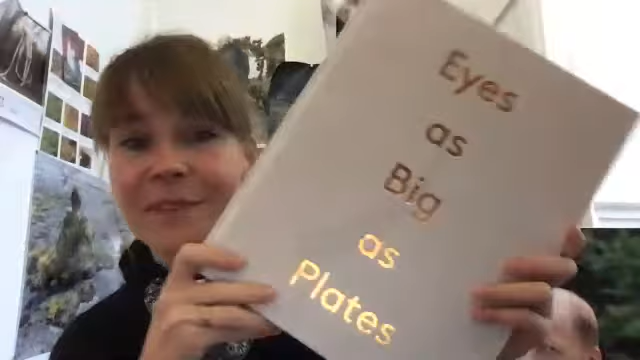 Eyes
as
Big
as
Plates